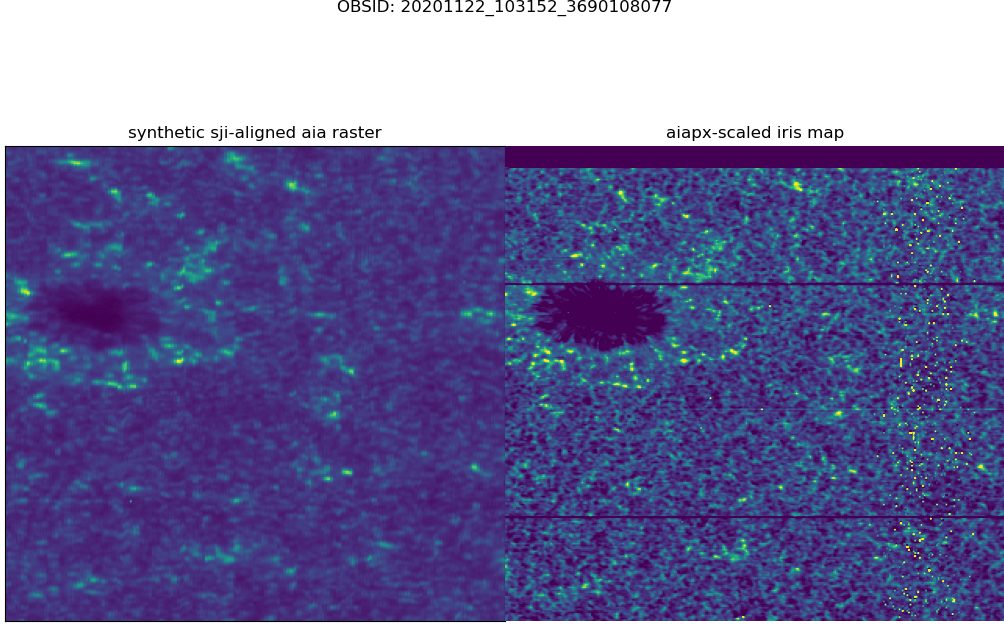 OBSID: 20201122_103152_3690108077
synthetic sji-aligned aia raster
aiapx-scaled iris map